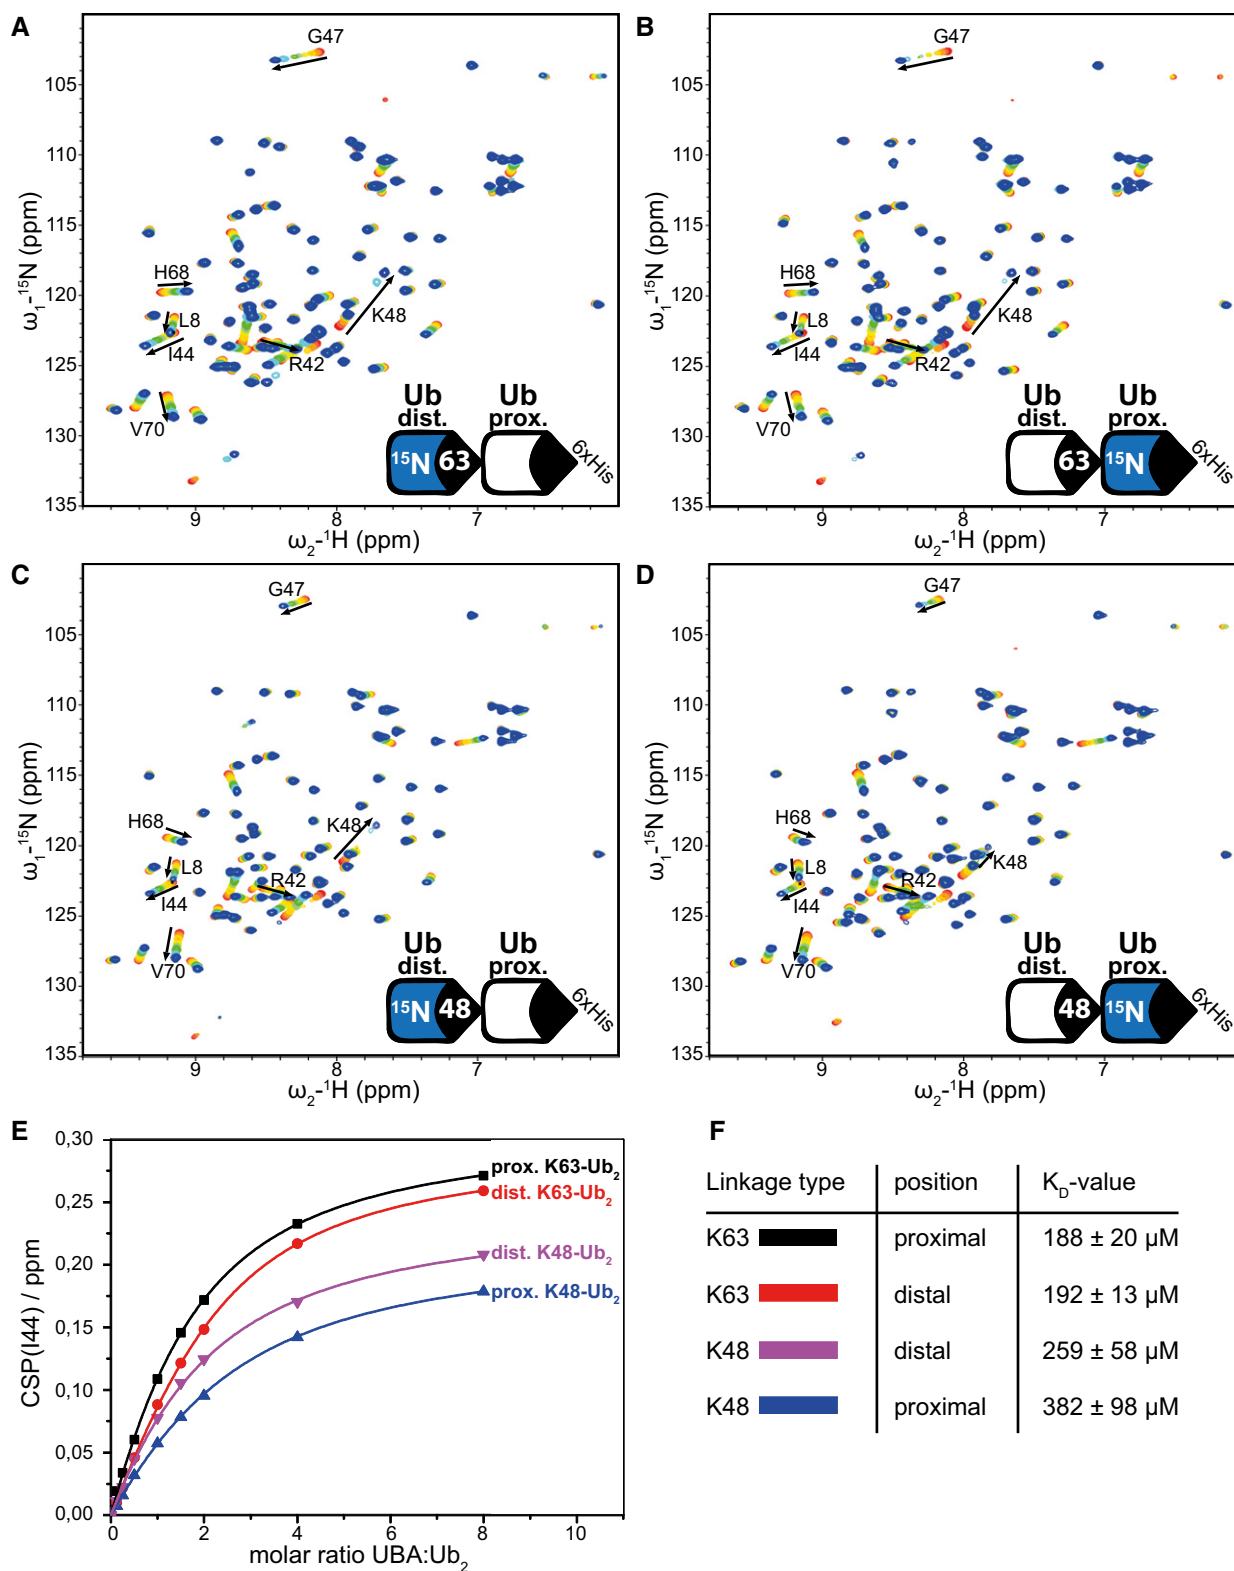 A
G47
105
110
115
120
125
130
135
ω1-15N (ppm)
H68
L8
I44
K48
R42
V70
Ub Ub
dist. prox.
15N 63
6xHis
9 8 7
ω2-1H (ppm)
B
G47
105
110
115
120
125
130
135
ω1-15N (ppm)
H68
L8
I44
K48
R42
V70
Ub Ub
dist. prox.
63 15N
6xHis
9 8 7
ω2-1H (ppm)
C
G47
105
110
115
120
125
130
135
ω1-15N (ppm)
H68
K48
L8
R42
I44
V70
Ub Ub
dist. prox.
15N 48
6xHis
9 8 7
ω2-1H (ppm)
D
G47
105
110
115
120
125
130
135
ω1-15N (ppm)
H68
L8
K48
R42
I44
V70
Ub Ub
dist. prox.
48 15N
6xHis
9 8 7
ω2-1H (ppm)
E
0,30
0,25
0,20
0,15
0,10
0,05
0,00
CSP(I44) / ppm
prox. K63-Ub2
dist. K63-Ub2
dist. K48-Ub2
prox. K48-Ub2
0 2 4 6 8 10
molar ratio UBA:Ub2
F
Linkage type position KD-value
K63 proximal 188 ± 20 µM
K63 distal 192 ± 13 µM
K48 distal 259 ± 58 µM
K48 proximal 382 ± 98 µM